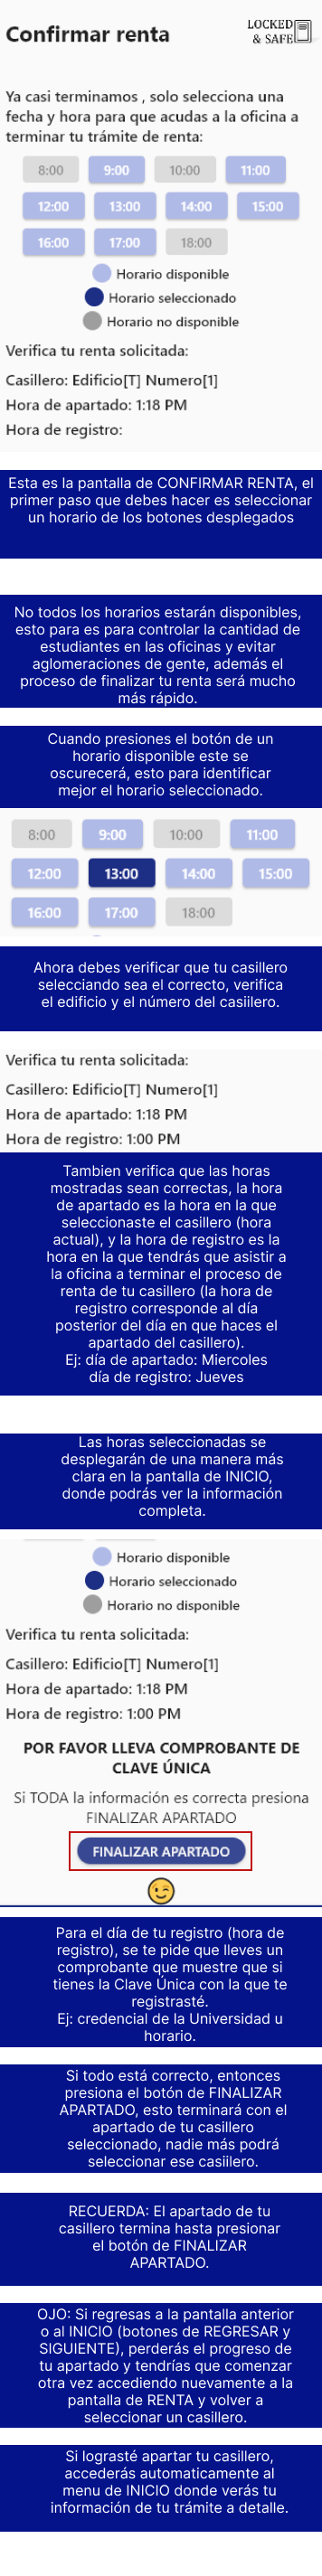 Confirmar renta
LOCKED
& SAFE
Ya casi terminamos , solo selecciona una
fecha y hora para que acudas a la oficina a
terminar tu trámite de renta:
8:00 9:00 10:00 11:00
12:00 13:00 14:00 15:00
16:00 17:00 18:00
Horario disponible
Horario seleccionado
Horario no disponible
Verifica tu renta solicitada:
Casillero: Edificio[T] Numero[1]
Hora de apartado: 1:18 PM
Hora de registro:
Esta es la pantalla de CONFIRMAR RENTA, el
primer paso que debes hacer es seleccionar
un horario de los botones desplegados
No todos los horarios estarán disponibles,
esto para es para controlar la cantidad de
estudiantes en las oficinas y evitar
aglomeraciones de gente, además el
proceso de finalizar tu renta será mucho
más rápido.
Cuando presiones el botón de un
horario disponible este se
oscurecerá, esto para identificar
mejor el horario seleccionado.
8:00 9:00 10:00 11:00
12:00 13:00 14:00 15:00
16:00 17:00 18:00
Ahora debes verificar que tu casillero
selecciando sea el correcto, verifica
el edificio y el número del casiilero.
Verifica tu renta solicitada:
Casillero: Edificio[T] Numero[1]
Hora de apartado: 1:18 PM
Hora de registro: 1:00 PM
Tambien verifica que las horas
mostradas sean correctas, la hora
de apartado es la hora en la que
seleccionaste el casillero (hora
actual), y la hora de registro es la
hora en la que tendrás que asistir a
la oficina a terminar el proceso de
renta de tu casillero (la hora de
registro corresponde al día
posterior del día en que haces el
apartado del casillero).
Ej: día de apartado: Miercoles
día de registro: Jueves
Las horas seleccionadas se
desplegarán de una manera más
clara en la pantalla de INICIO,
donde podrás ver la información
completa.
Horario disponible
Horario seleccionado
Horario no disponible
Verifica tu renta solicitada:
Casillero: Edificio[T] Numero[1]
Hora de apartado: 1:18 PM
Hora de registro: 1:00 PM
POR FAVOR LLEVA COMPROBANTE DE
CLAVE ÚNICA
Si TODA la información es correcta presiona
FINALIZAR APARTADO
FINALIZAR APARTADO
Para el día de tu registro (hora de
registro), se te pide que lleves un
comprobante que muestre que si
tienes la Clave Única con la que te
registrasté.
Ej: credencial de la Universidad u
horario.
Si todo está correcto, entonces
presiona el botón de FINALIZAR
APARTADO, esto terminará con el
apartado de tu casillero
seleccionado, nadie más podrá
seleccionar ese casiilero.
RECUERDA: El apartado de tu
casillero termina hasta presionar
el botón de FINALIZAR
APARTADO.
OJO: Si regresas a la pantalla anterior
o al INICIO (botones de REGRESAR y
SIGUIENTE), perderás el progreso de
tu apartado y tendrías que comenzar
otra vez accediendo nuevamente a la
pantalla de RENTA y volver a
seleccionar un casillero.
Si lograsté apartar tu casillero,
accederás automaticamente al
menu de INICIO donde verás tu
información de tu trámite a detalle.